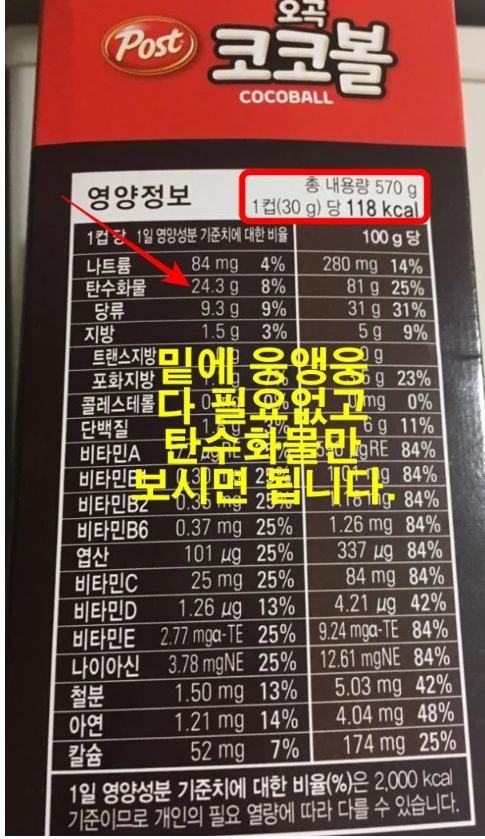 Post
오곡
코코볼
COCOBALL
영양정보
총 내용량 570 g
1컵(30 g) 당 118 kcal
1컵 당 1일 영양성분 기준치에 대한 비율 100 g 당
나트륨 84 mg 4% 280 mg 14%
탄수화물 24.3 g 8% 81 g 25%
당류 9.3 g 9% 31 g 31%
지방 1.5 g 3% 5 g 9%
트랜스지방 g
포화지방 g 23%
콜레스테롤 mg 0%
단백질 g 11%
비타민A 84%
비타민 25% 84%
비타민B2 25% 84%
밑에 웅앵웅
다 필요없고
탄수화물만
보시면 됩니다.
비타민B6 0.37 mg 25% 1.26 mg 84%
엽산 101 µg 25% 337 µg 84%
비타민C 25 mg 25% 84 mg 84%
비타민D 1.26 µg 13% 4.21 µg 42%
비타민E 2.77 mgα-TE 25% 9.24 mgα-TE 84%
나이아신 3.78 mgNE 25% 12.61 mgNE 84%
철분 1.50 mg 13% 5.03 mg 42%
아연 1.21 mg 14% 4.04 mg 48%
칼슘 52 mg 7% 174 mg 25%
1일 영양성분 기준치에 대한 비율(%)은 2,000 kcal
기준이므로 개인의 필요 열량에 따라 다를 수 있습니다.